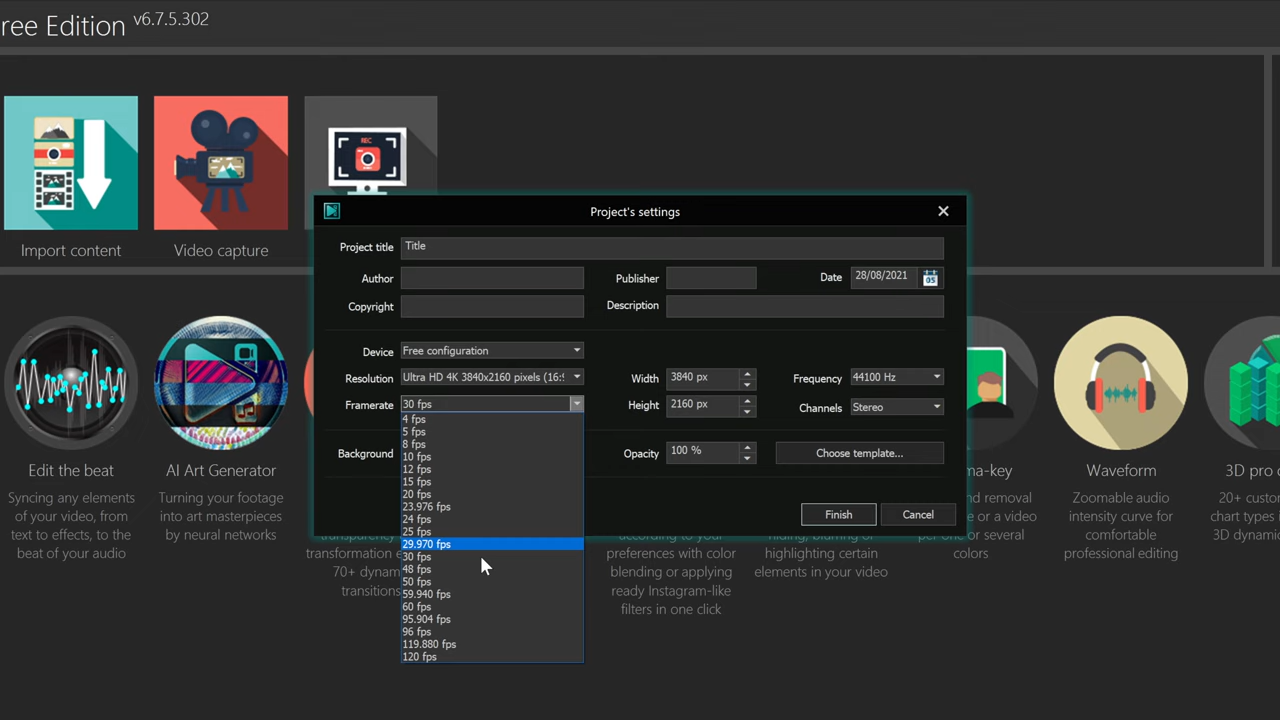 ree Edition v6.7.5.302
Import content
Video capture
REC
Project's settings
Project title
Title
Author
Publisher
Date
28/08/2021
05
Copyright
Description
Device
Free configuration
Resolution
Ultra HD 4K 3840x2160 pixels (16:9
Width
3840 px
Frequency
44100 Hz
Framerate
30 fps
Height
2160 px
Channels
Stereo
4 fps
5 fps
8 fps
10 fps
12 fps
15 fps
20 fps
23.976 fps
24 fps
25 fps
29.970 fps
30 fps
48 fps
50 fps
59.940 fps
60 fps
95.904 fps
96 fps
119.880 fps
120 fps
Background
Opacity
100 %
Choose template...
Finish
Cancel
Edit the beat
Syncing any elements
of your video, from
text to effects, to the
beat of your audio
AI Art Generator
Turning your footage
into art masterpieces
by neural networks
transformation
70+ dynam
transitions
according to your
preferences with color
blending or applying
ready Instagram-like
filters in one click
hiding, blurring or
highlighting certain
elements in your video
ma-key
nd removal
e or a video
per one or several
colors
Waveform
Zoomable audio
intensity curve for
comfortable
professional editing
3D pro c
20+ custom
chart types i
3D dynami